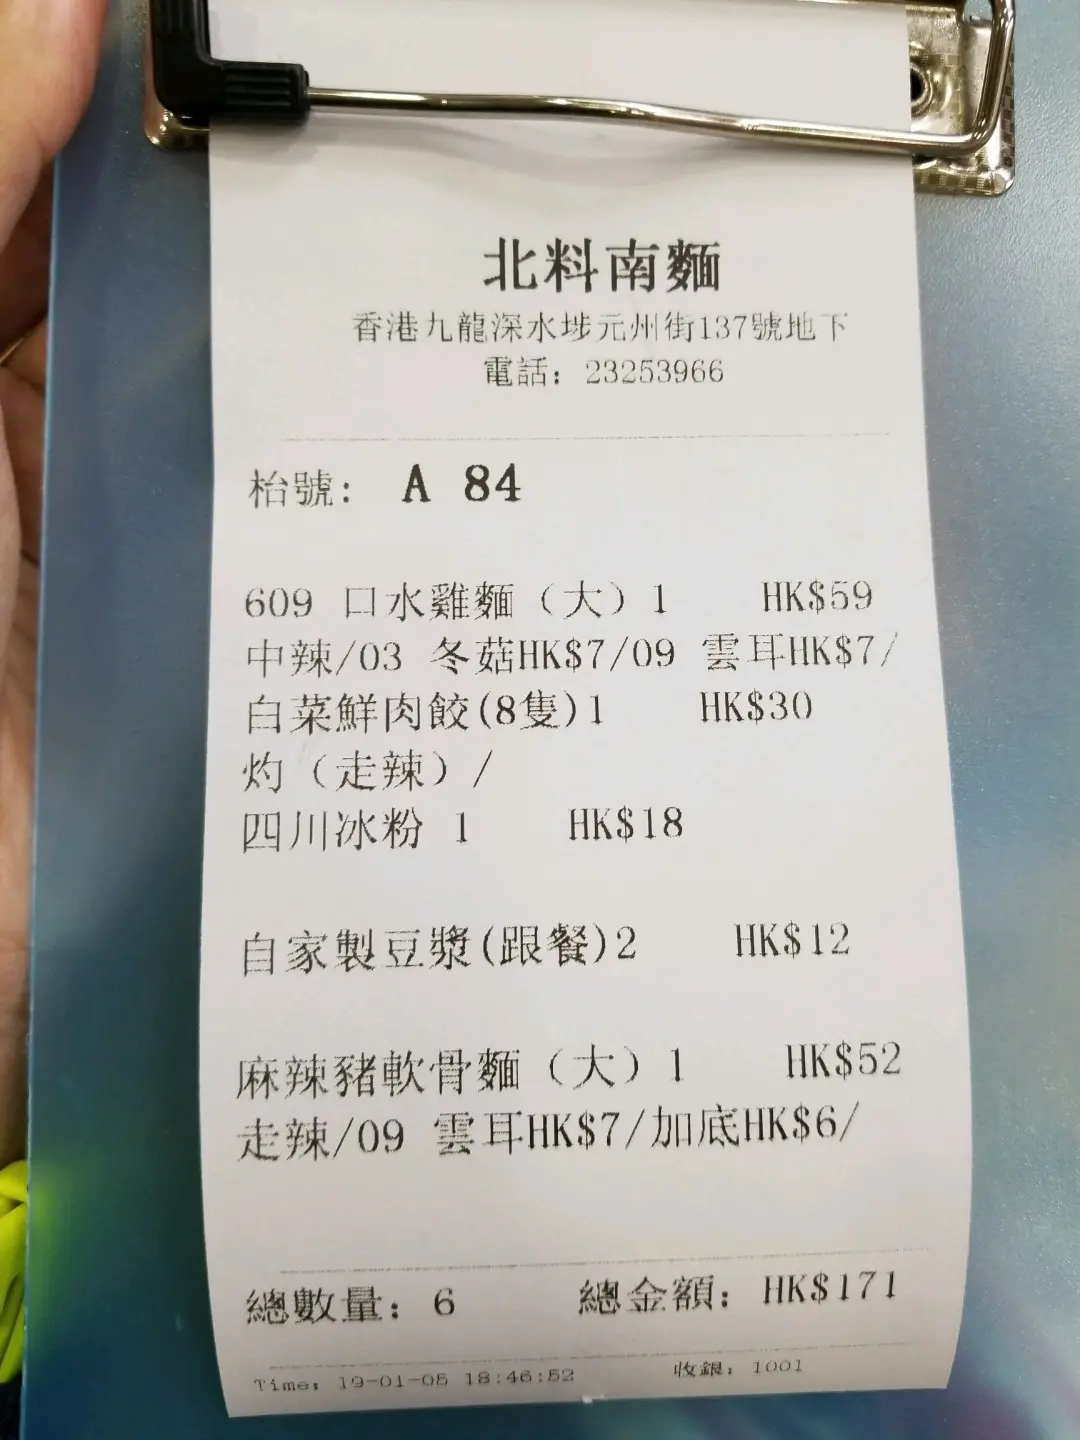 北料南麵
香港九龍深水埗元州街137號地下
電話: 23253966
枱號: A 84
609 口水雞麵（大）1 HK$59
中辣/03 冬菇HK$7/09 雲耳HK$7/
白菜鮮肉餃(8隻)1 HK$30
灼（走辣）/
四川冰粉 1 HK$18
自家製豆漿(跟餐)2 HK$12
麻辣豬軟骨麵（大）1 HK$52
走辣/09 雲耳HK$7/加底HK$6/
總數量: 6 總金額: HK$171
Time: 19-01-05 18:46:52 收銀: 1001